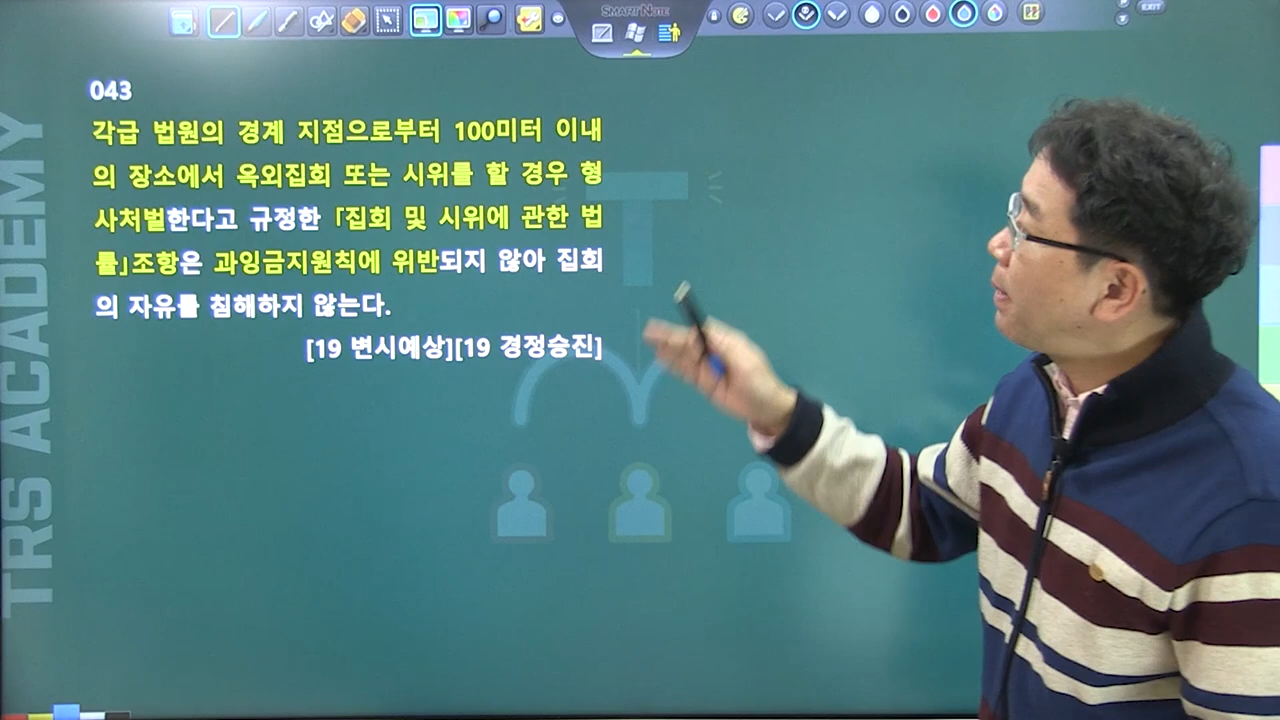 SMARTNOTE
EXIT
TRS ACADEMY
043
각급 법원의 경계 지점으로부터 100미터 이내
의 장소에서 옥외집회 또는 시위를 할 경우 형
사처벌한다고 규정한 「집회 및 시위에 관한 법
률」조항은 과잉금지원칙에 위반되지 않아 집회
의 자유를 침해하지 않는다.
[19 변시예상][19 경정승진]